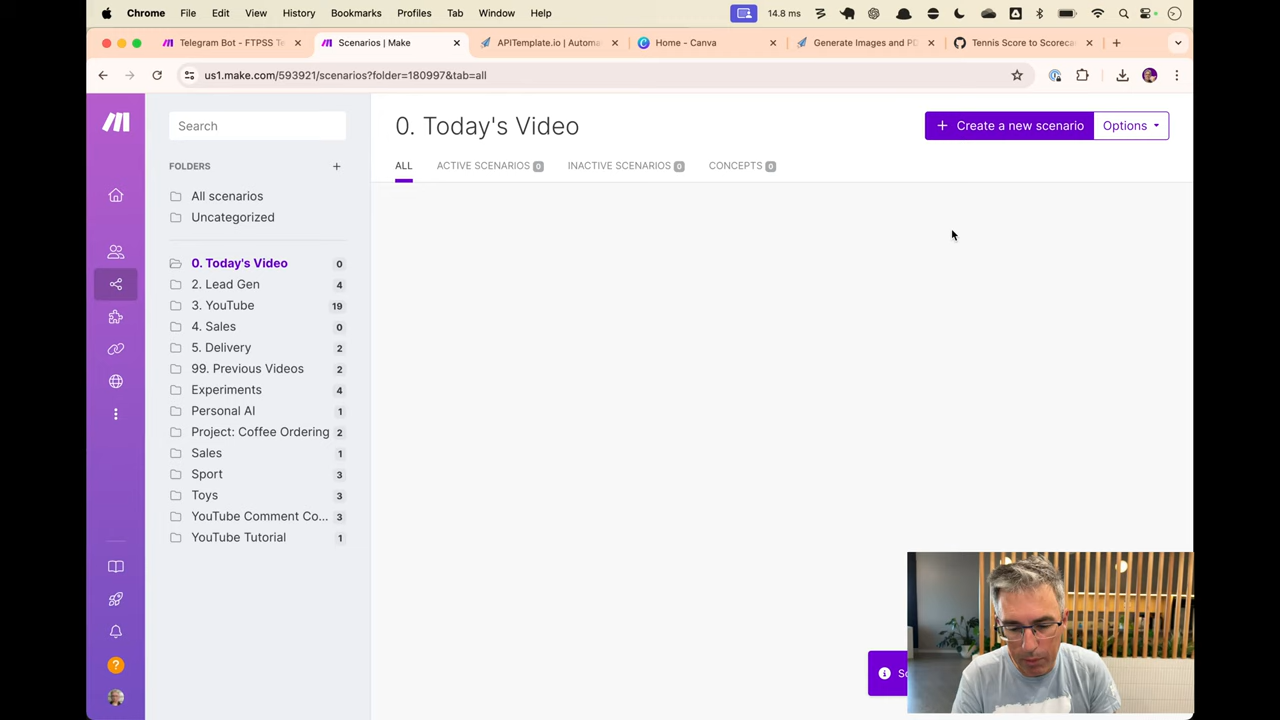 Chrome File Edit View History Bookmarks Profiles Tab Window Help 14.8 ms
Telegram Bot - FTPSS Te
Scenarios | Make
APITemplate.io | Automa
Home - Canva
Generate Images and PD
Tennis Score to Scorecar
us1.make.com/593921/scenarios?folder=180997&tab=all
Search
0. Today's Video
+ Create a new scenario
Options
FOLDERS +
ALL
ACTIVE SCENARIOS 0
INACTIVE SCENARIOS 0
CONCEPTS 0
All scenarios
Uncategorized
0. Today's Video 0
2. Lead Gen 4
3. YouTube 19
4. Sales 0
5. Delivery 2
99. Previous Videos 2
Experiments 4
Personal AI 1
Project: Coffee Ordering 2
Sales 1
Sport 3
Toys 3
YouTube Comment Co... 3
YouTube Tutorial 1